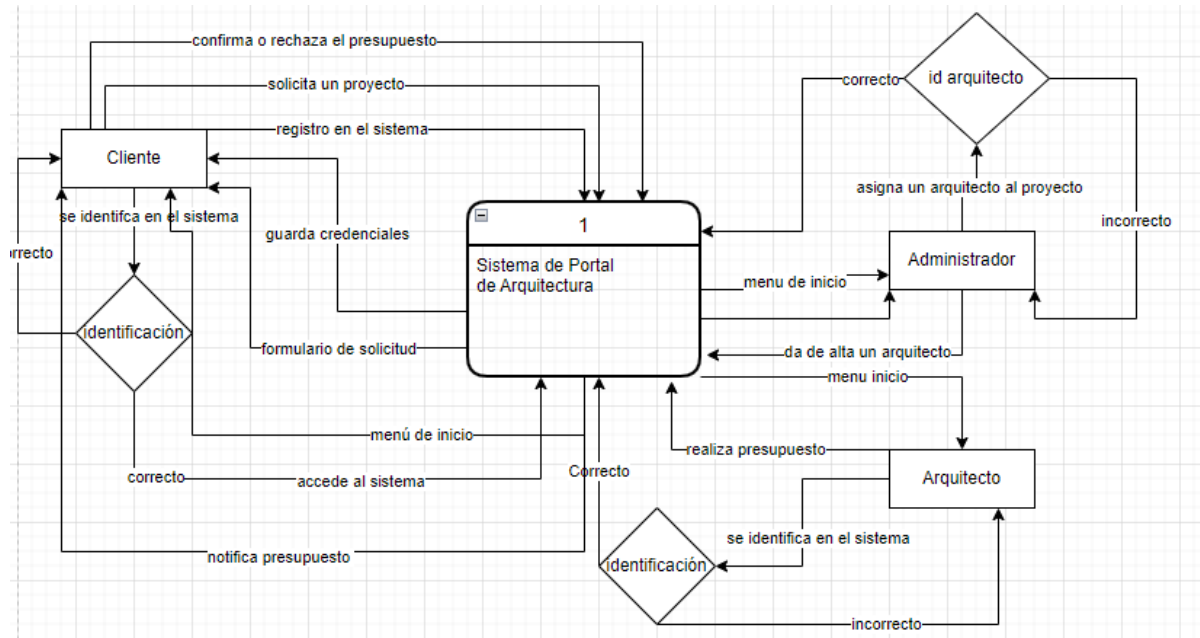 confirma o rechaza el presupuesto
solicita un proyecto
correcto
id arquitecto
registro en el sistema
Cliente
asigna un arquitecto al proyecto
se identifca en el sistema
incorrecto
1
guarda credenciales
rrecto
Sistema de Portal
de Arquitectura
Administrador
menu de inicio
identificación
formulario de solicitud
da de alta un arquitecto
menu inicio
menú de inicio
realiza presupuesto
Correcto
correcto
accede al sistema
Arquitecto
se identifica en el sistema
notifica presupuesto
identificación
incorrecto